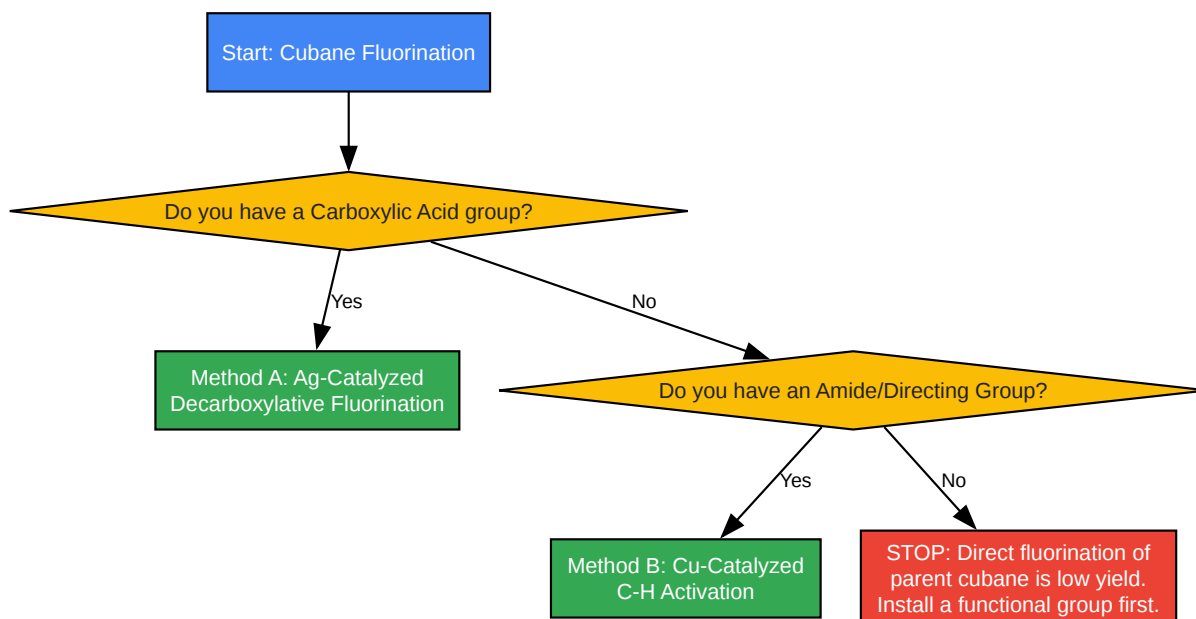 Start: Cubane Fluorination
Do you have a Carboxylic Acid group?
Yes
No
Method A: Ag-Catalyzed
Decarboxylative Fluorination
Do you have an Amide/Directing Group?
Yes
No
Method B: Cu-Catalyzed
C-H Activation
STOP: Direct fluorination of
parent cubane is low yield.
Install a functional group first.